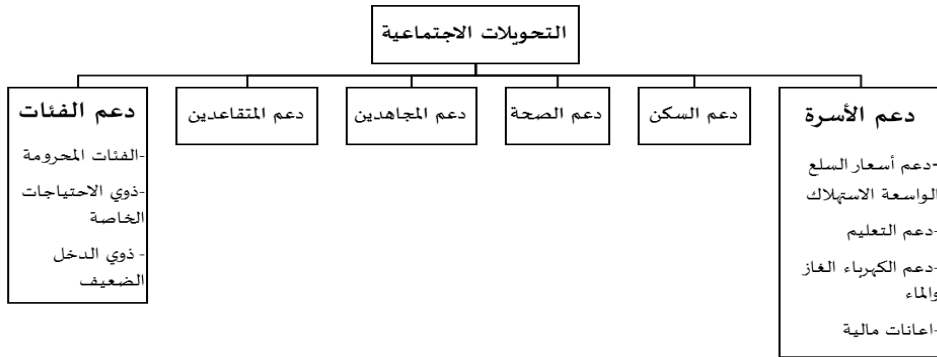 التحويلات الاجتماعية
دعم الأسرة
-دعم أسعار السلع
الواسعة الاستهلاك
-دعم التعليم
-دعم الكهرباء الغاز
والماء
-اعانات مالية
دعم السكن
دعم الصحة
دعم المجاهدين
دعم المتقاعدين
دعم الفئات
-الفئات المحرومة
-ذوي الاحتياجات
الخاصة
- ذوي الدخل
الضعيف